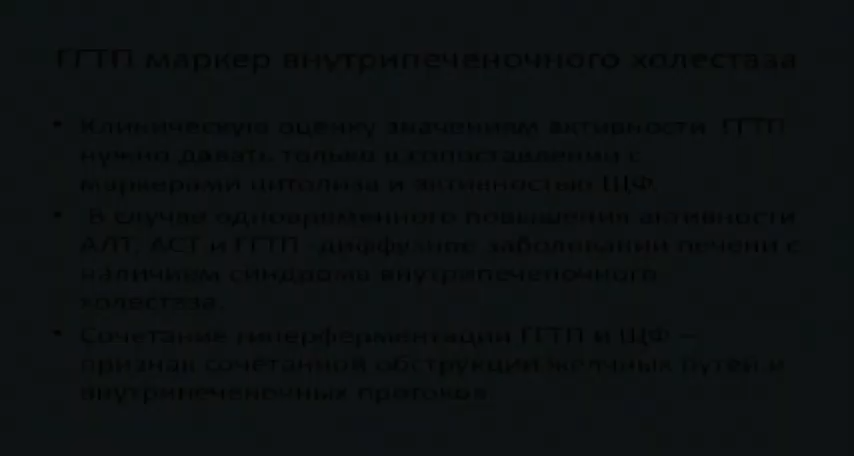 ГГТП маркер внутрипеченочного холестаза
• Клиническую оценку значениям активности ГГТП
нужно давать только в сопоставлении с
маркерами цитолиза и активностью ЩФ.
• В случае одновременного повышения активности
АЛТ, АСТ и ГГТП -диффузное заболевании печени с
наличием синдрома внутрипеченочного
холестаза.
• Сочетание гиперферментации ГГТП и ЩФ –
признак сочетанной обструкции желчных путей и
внутрипеченочных протоков.